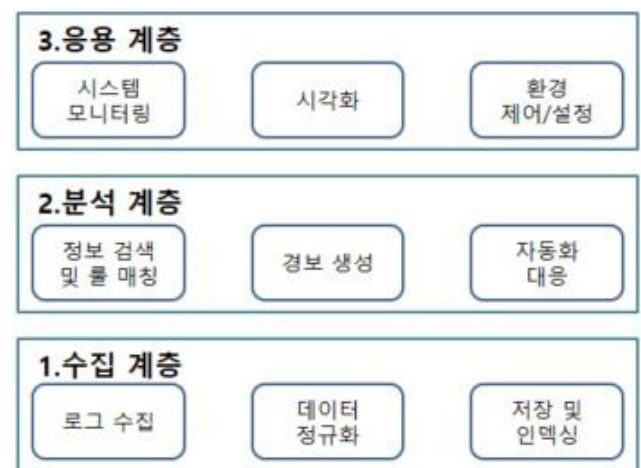 3.응용 계층
시스템
모니터링
시각화
환경
제어/설정
2.분석 계층
정보 검색
및 룰 매칭
경보 생성
자동화
대응
1.수집 계층
로그 수집
데이터
정규화
저장 및
인덱싱